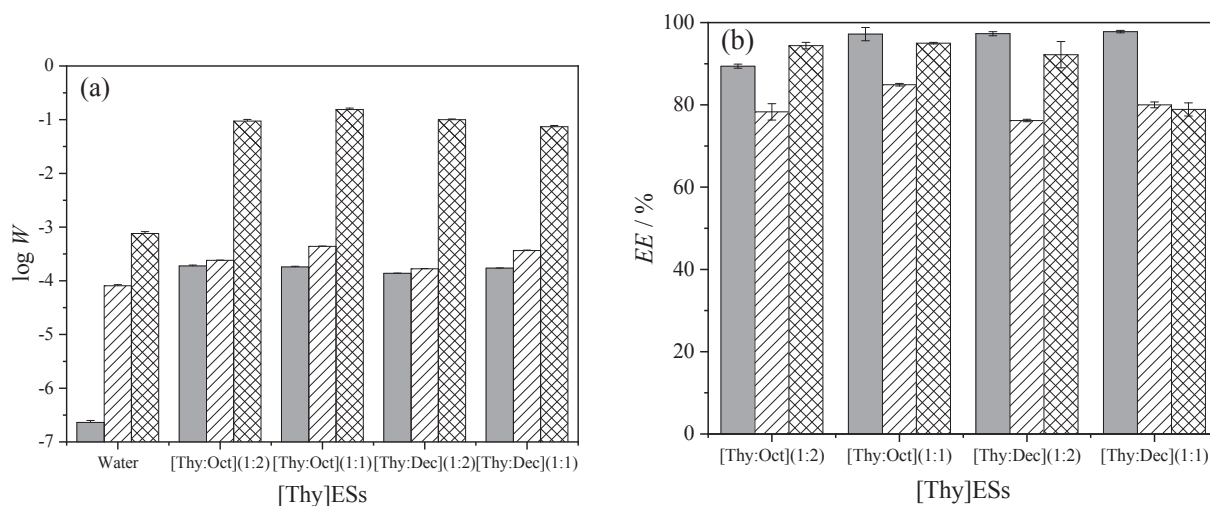 (a)
0
-1
-2
-3
-4
-5
-6
-7
log W
Water
[Thy:Oct](1:2)
[Thy:Oct](1:1)
[Thy:Dec](1:2)
[Thy:Dec](1:1)
[Thy]ESs
(b)
100
80
60
40
20
0
EE / %
[Thy:Oct](1:2)
[Thy:Oct](1:1)
[Thy:Dec](1:2)
[Thy:Dec](1:1)
[Thy]ESs